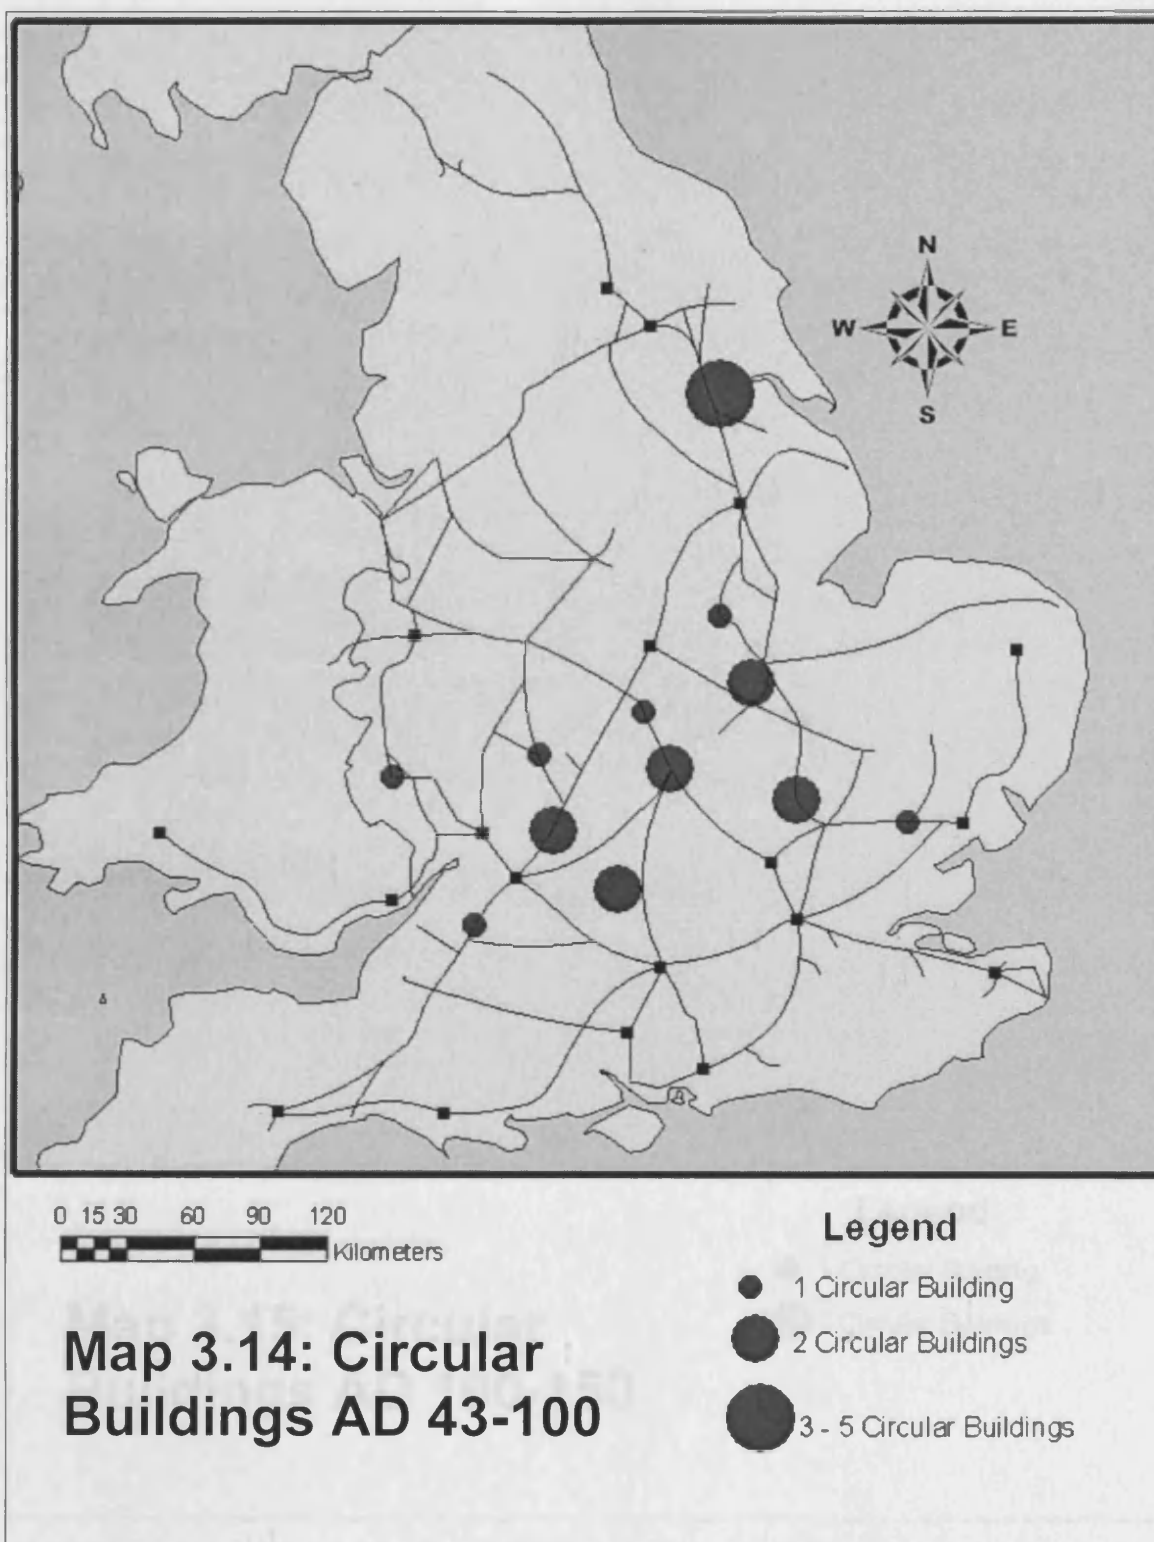 N
W E
S
0 15 30 60 90 120
Kilometers
Legend
1 Circular Building
2 Circular Buildings
3 - 5 Circular Buildings
Map 3.14: Circular
Buildings AD 43-100